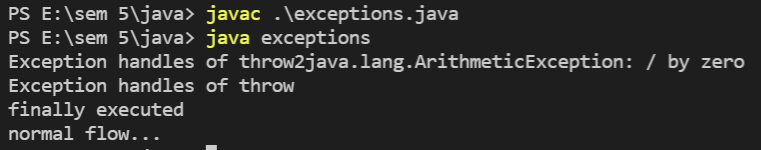 PS E:\sem 5\java> javac .\exceptions.java
PS E:\sem 5\java> java exceptions
Exception handles of throw2java.lang.ArithmeticException: / by zero
Exception handles of throw
finally executed
normal flow...